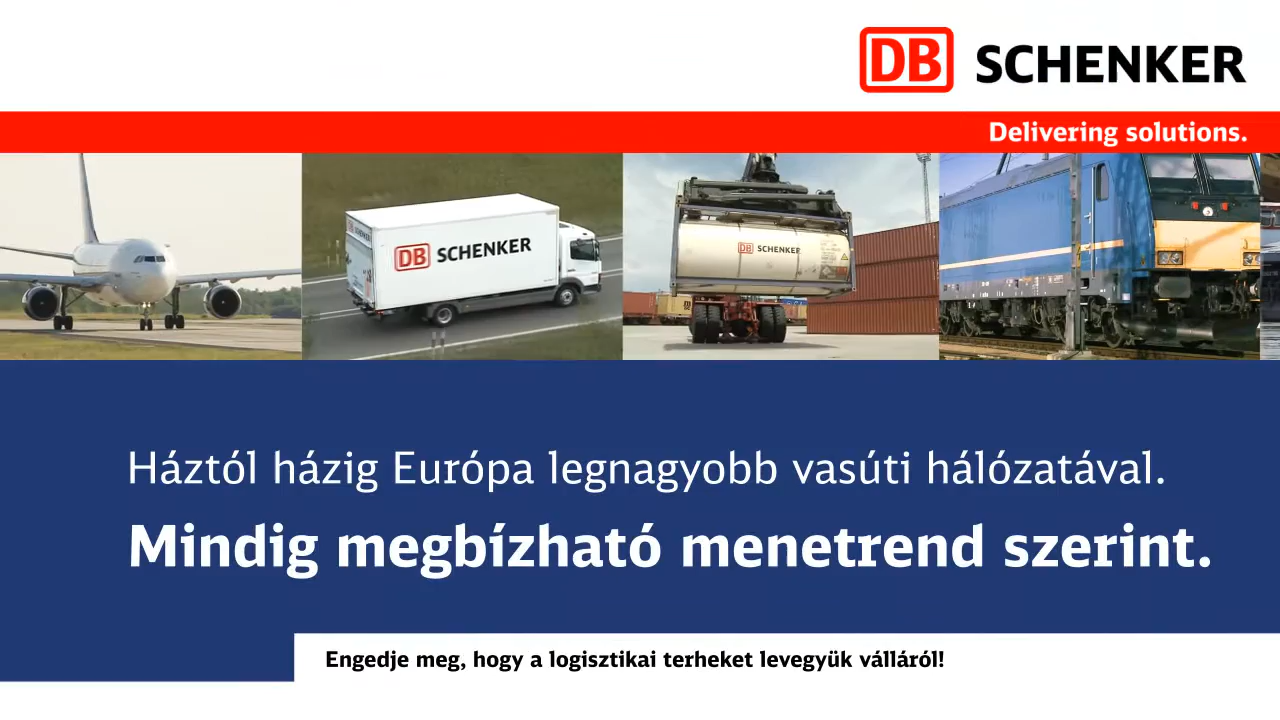 DB SCHENKER
Delivering solutions.
DB SCHENKER
DB SCHENKER
Háztól házig Európa legnagyobb vasúti hálózatával.
Mindig megbízható menetrend szerint.
Engedje meg, hogy a logisztikai terheket levegyük válláról!